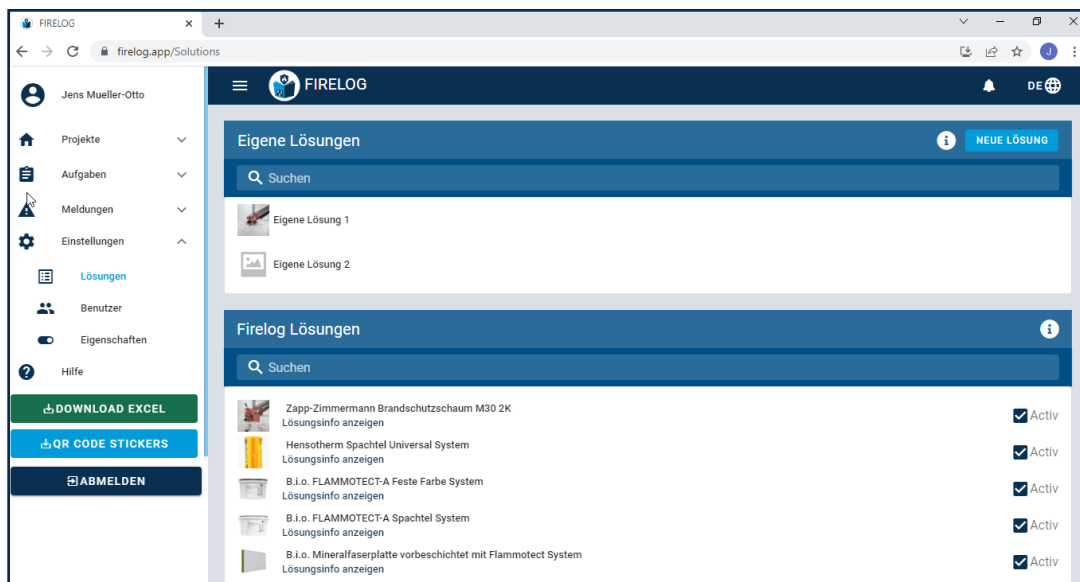 FIRELOG
firelog.app/Solutions
J
Jens Mueller-Otto
FIRELOG
DE
Projekte
Aufgaben
Meldungen
Einstellungen
Lösungen
Benutzer
Eigenschaften
Hilfe
DOWNLOAD EXCEL
QR CODE STICKERS
ABMELDEN
Eigene Lösungen
NEUE LÖSUNG
Suchen
Eigene Lösung 1
Eigene Lösung 2
Firelog Lösungen
Suchen
Zapp-Zimmermann Brandschutzschaum M30 2K
Lösungsinfo anzeigen
Activ
Hensotherm Spachtel Universal System
Lösungsinfo anzeigen
Activ
B.i.o. FLAMMOTECT-A Feste Farbe System
Lösungsinfo anzeigen
Activ
B.i.o. FLAMMOTECT-A Spachtel System
Lösungsinfo anzeigen
Activ
B.i.o. Mineralfaserplatte vorbeschichtet mit Flammotect System
Lösungsinfo anzeigen
Activ